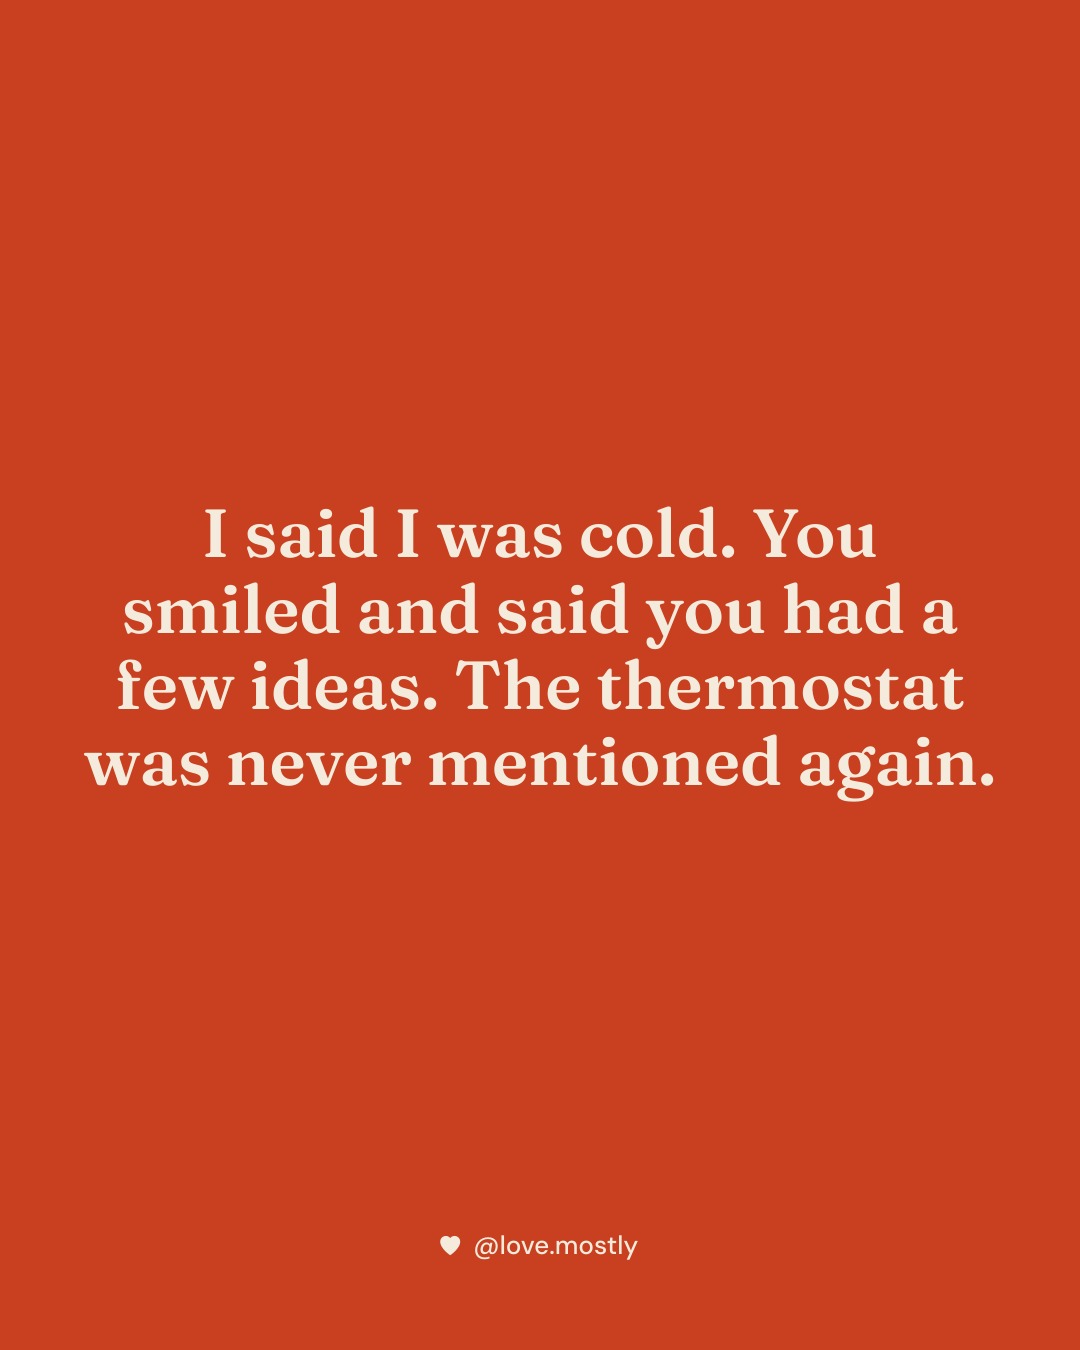 I said I was cold. You
smiled and said you had a
few ideas. The thermostat
was never mentioned again.
@love.mostly